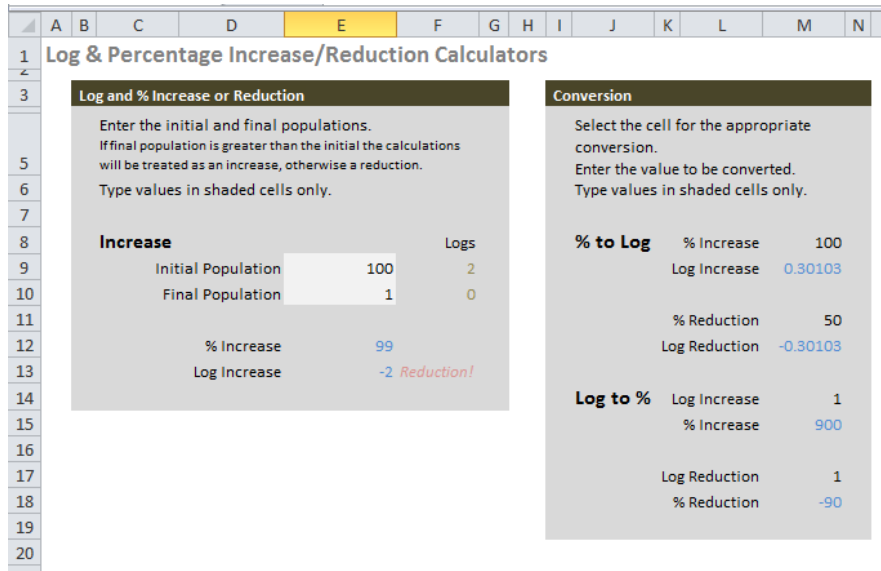 A B C D E F G H I J K L M N
1 Log & Percentage Increase/Reduction Calculators
2
3 Log and % Increase or Reduction Conversion
Enter the initial and final populations. Select the cell for the appropriate
If final population is greater than the initial the calculations conversion.
5 will be treated as an increase, otherwise a reduction. Enter the value to be converted.
6 Type values in shaded cells only. Type values in shaded cells only.
7
8 Increase Logs % to Log % Increase 100
9 Initial Population 100 2 Log Increase 0.30103
10 Final Population 1 0
11 % Reduction 50
12 % Increase 99 Log Reduction -0.30103
13 Log Increase -2 Reduction!
14 Log to % Log Increase 1
15 % Increase 900
16
17 Log Reduction 1
18 % Reduction -90
19
20